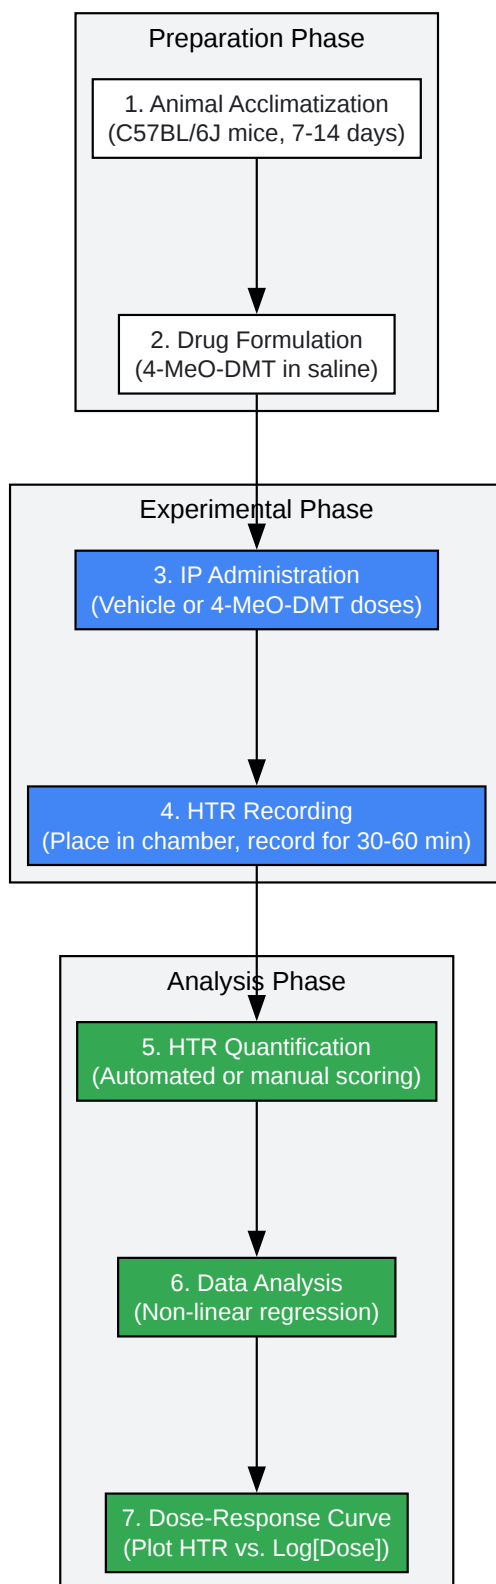 Preparation Phase
1. Animal Acclimatization
(C57BL/6J mice, 7-14 days)
2. Drug Formulation
(4-MeO-DMT in saline)
Experimental Phase
3. IP Administration
(Vehicle or 4-MeO-DMT doses)
4. HTR Recording
(Place in chamber, record for 30-60 min)
Analysis Phase
5. HTR Quantification
(Automated or manual scoring)
6. Data Analysis
(Non-linear regression)
7. Dose-Response Curve
(Plot HTR vs. Log[Dose])